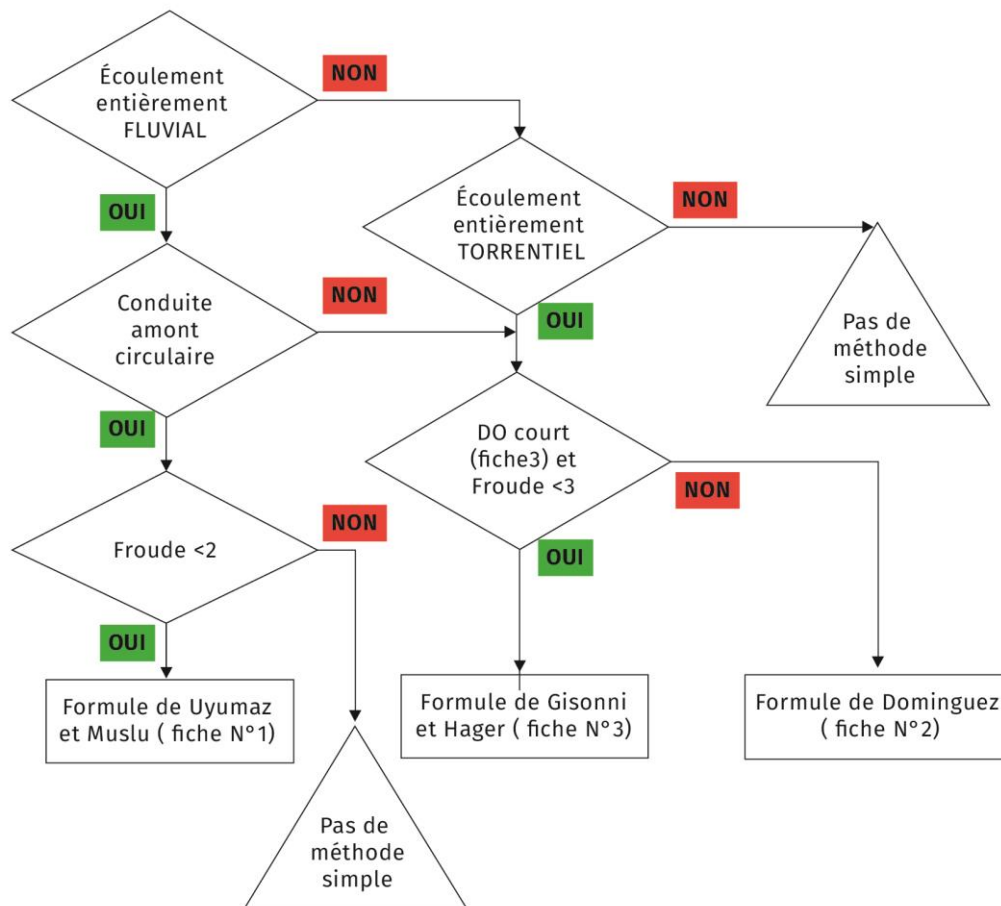 Écoulement
entièrement
FLUVIAL
NON
OUI
Écoulement
entièrement
TORRENTIEL
NON
OUI
Conduite
amont
circulaire
NON
OUI
Pas de
méthode
simple
DO court
(fiche3) et
Froude <3
NON
OUI
Froude <2
NON
OUI
Formule de Uyumaz
et Muslu ( fiche N°1)
Formule de Gisonni
et Hager ( fiche N°3)
Formule de Dominguez
( fiche N°2)
Pas de
méthode
simple